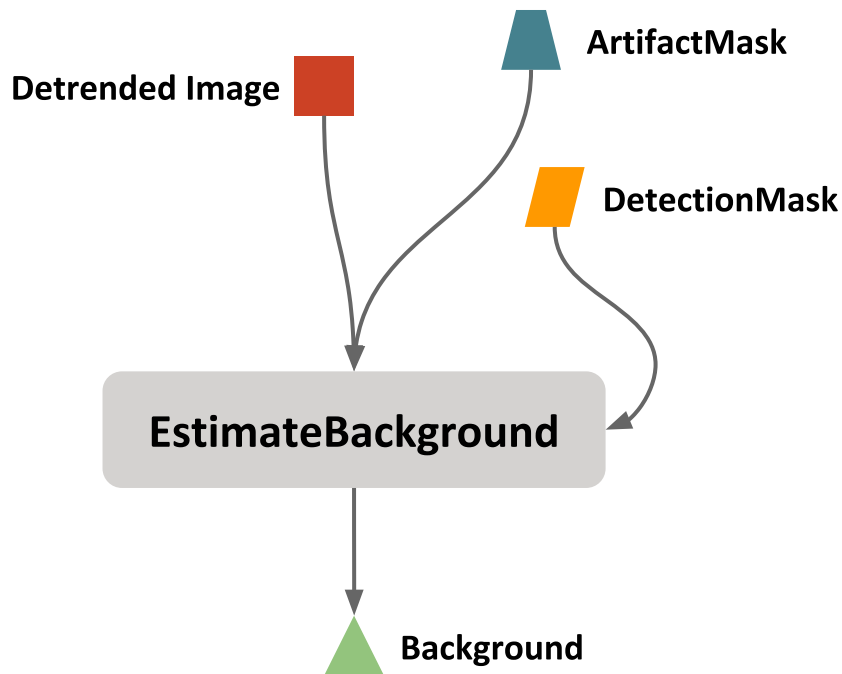 ArtifactMask
Detrended Image
DetectionMask
EstimateBackground
Background